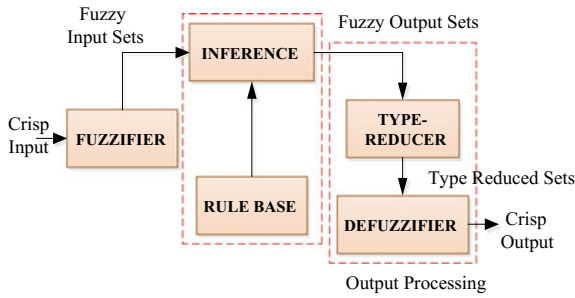 Fuzzy
Input Sets
Fuzzy Output Sets
INFERENCE
Crisp
Input
FUZZIFIER
TYPE-
REDUCER
Type Reduced Sets
RULE BASE
DEFUZZIFIER
Crisp
Output
Output Processing